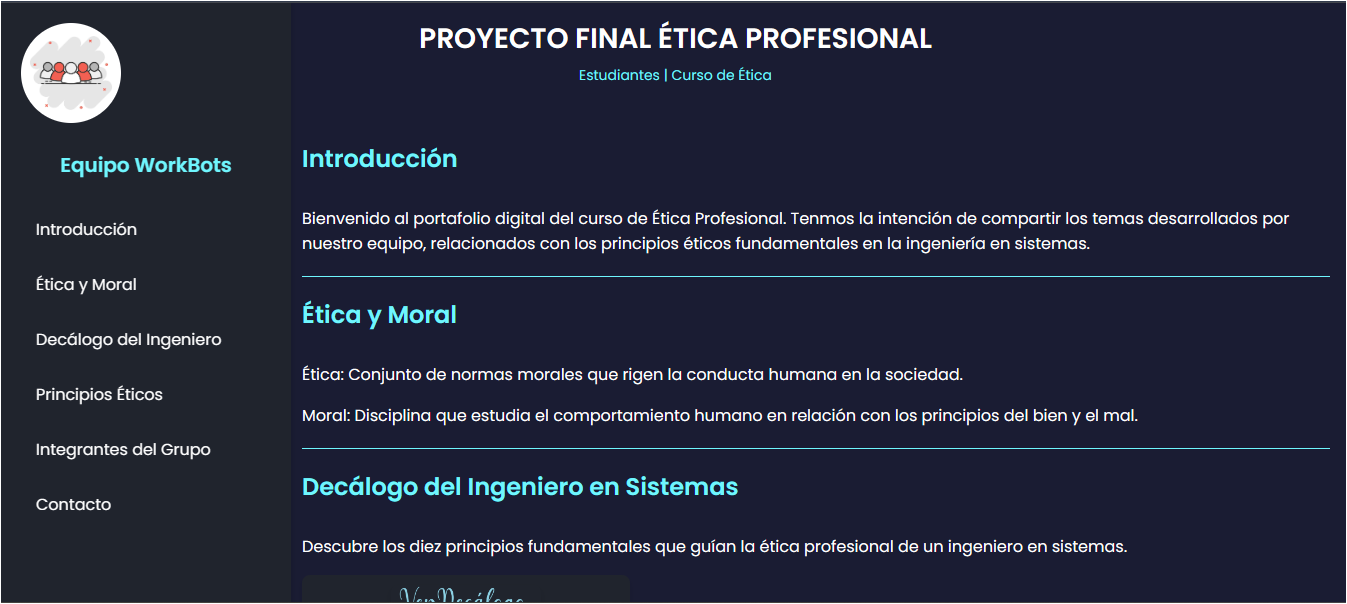 PROYECTO FINAL ÉTICA PROFESIONAL
Estudiantes | Curso de Ética
Equipo WorkBots
Introducción
Ética y Moral
Decálogo del Ingeniero
Principios Éticos
Integrantes del Grupo
Contacto
Introducción
Bienvenido al portafolio digital del curso de Ética Profesional. Tenmos la intención de compartir los temas desarrollados por
nuestro equipo, relacionados con los principios éticos fundamentales en la ingeniería en sistemas.
Ética y Moral
Ética: Conjunto de normas morales que rigen la conducta humana en la sociedad.
Moral: Disciplina que estudia el comportamiento humano en relación con los principios del bien y el mal.
Decálogo del Ingeniero en Sistemas
Descubre los diez principios fundamentales que guían la ética profesional de un ingeniero en sistemas.
Ver Decálogo